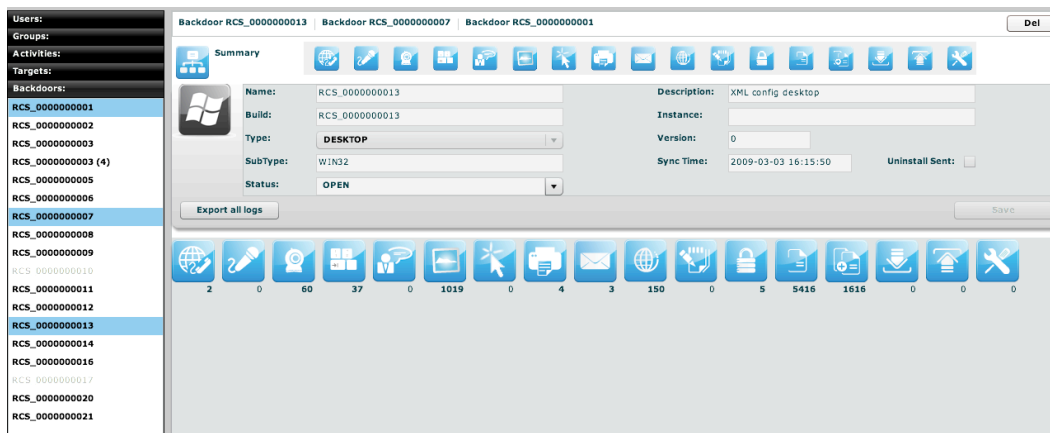 Users:
Groups:
Activities:
Targets:
Backdoors:
RCS_0000000001
RCS_0000000002
RCS_0000000003
RCS_0000000003 (4)
RCS_0000000005
RCS_0000000006
RCS_0000000007
RCS_0000000008
RCS_0000000009
RCS_0000000010
RCS_0000000011
RCS_0000000012
RCS_0000000013
RCS_0000000014
RCS_0000000016
RCS_0000000017
RCS_0000000020
RCS_0000000021
Backdoor RCS_0000000013 Backdoor RCS_0000000007 Backdoor RCS_0000000001 Del
Summary
Name: RCS_0000000013 Description: XML config desktop
Build: RCS_0000000013 Instance:
Type: DESKTOP Version: 0
SubType: WIN32 Sync Time: 2009-03-03 16:15:50 Uninstall Sent:
Status: OPEN
Export all logs Save
2 0 60 37 0 1019 0 4 3 150 0 5 5416 1616 0 0 0